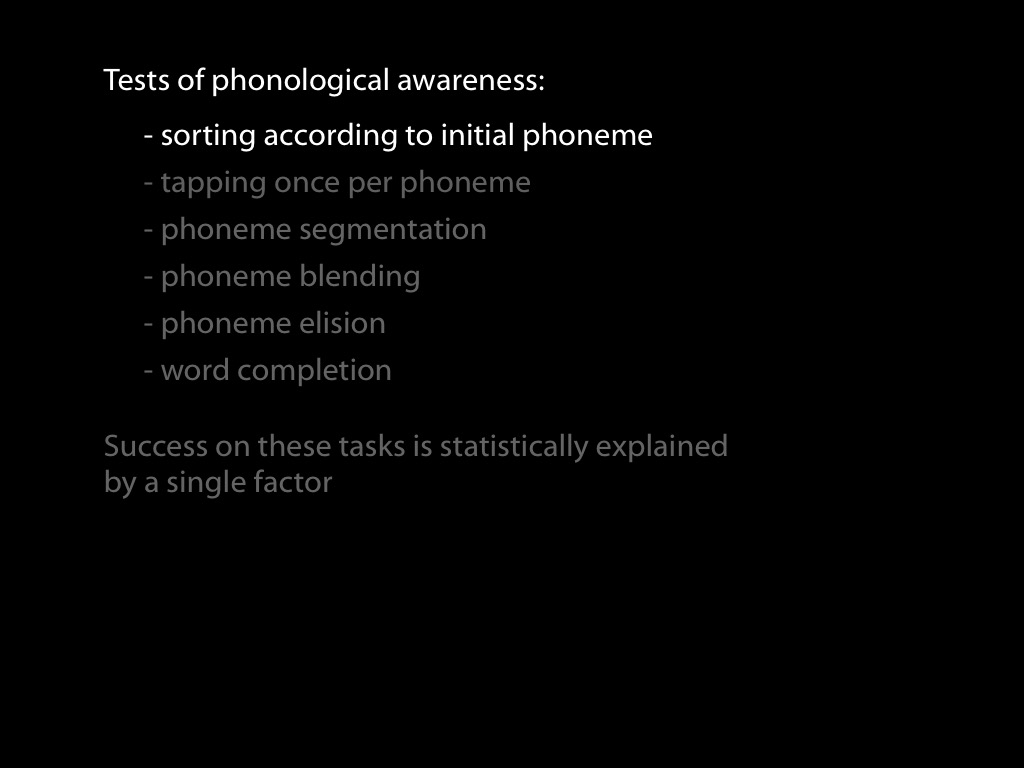 Tests of phonological awareness:
- sorting according to initial phoneme
- tapping once per phoneme
- phoneme segmentation
- phoneme blending
- phoneme elision
- word completion
Success on these tasks is statistically explained
by a single factor